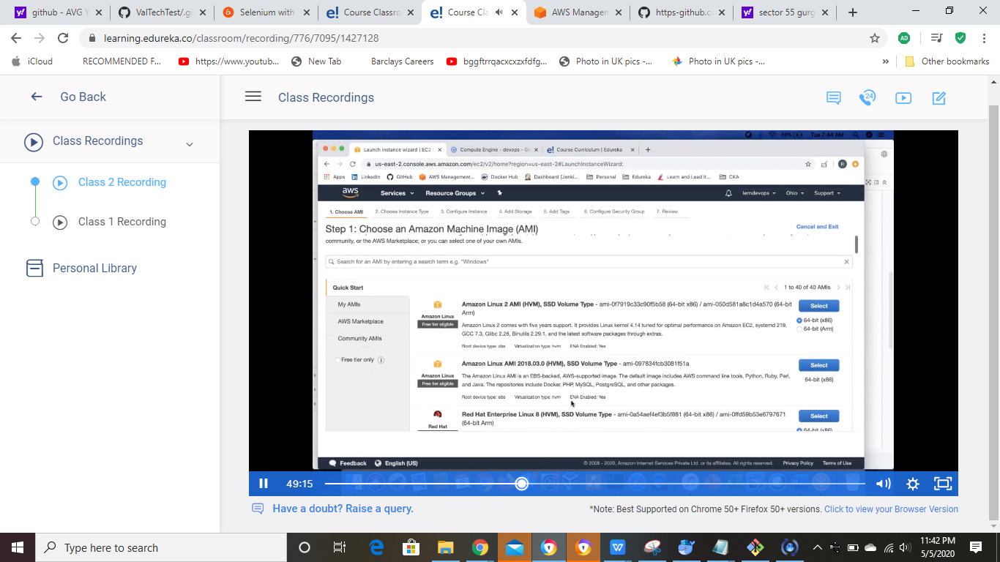 github - AVG Y
ValTechTest/.gi
Selenium with
Course Classro
Course Cla
AWS Managen
https-github.c
sector 55 gurg
learning.edureka.co/classroom/recording/776/7095/1427128
iCloud
RECOMMENDED F...
https://www.youtub...
New Tab
Barclays Careers
bggftrrqacxcxzxfdfg...
Photo in UK pics -...
Photo in UK pics -...
Other bookmarks
Go Back
Class Recordings
Class Recordings
Class 2 Recording
Class 1 Recording
Personal Library
69%
Tue 7:44 AM
Launch instance wizard | EC2
Compute Engine - devops - G
Course Curriculum | Edureka
us-east-2.console.aws.amazon.com/ec2/v2/home?region=us-east-2#LaunchInstanceWizard:
Apps LinkedIn GitHub AWS Management... Docker Hub Dashboard [Jenki... Personal Edureka Learn and Lead it... CKA
aws Services Resource Groups lerndevops Ohio Support
1. Choose AMI 2. Choose Instance Type 3. Configure Instance 4. Add Storage 5. Add Tags 6. Configure Security Group 7. Review
Step 1: Choose an Amazon Machine Image (AMI)
Cancel and Exit
community, or the AWS Marketplace; or you can select one of your own AMIs.
Search for an AMI by entering a search term e.g. "Windows"
Quick Start
1 to 40 of 40 AMIs
My AMIs
AWS Marketplace
Community AMIs
Free tier only
Amazon Linux
Free tier eligible
Amazon Linux 2 AMI (HVM), SSD Volume Type - ami-0f7919c33c90f5b58 (64-bit x86) / ami-050d581a8c1d4a570 (64-bit
Arm)
Amazon Linux 2 comes with five years support. It provides Linux kernel 4.14 tuned for optimal performance on Amazon EC2, systemd 219,
GCC 7.3, Glibc 2.26, Binutils 2.29.1, and the latest software packages through extras.
Root device type: ebs Virtualization type: hvm ENA Enabled: Yes
Select
64-bit (x86)
64-bit (Arm)
Amazon Linux
Free tier eligible
Amazon Linux AMI 2018.03.0 (HVM), SSD Volume Type - ami-097834fcb3081f51a
The Amazon Linux AMI is an EBS-backed, AWS-supported image. The default image includes AWS command line tools, Python, Ruby, Perl,
and Java. The repositories include Docker, PHP, MySQL, PostgreSQL, and other packages.
Root device type: ebs Virtualization type: hvm ENA Enabled: Yes
Select
64-bit (x86)
Red Hat
Red Hat Enterprise Linux 8 (HVM), SSD Volume Type - ami-0a54aef4ef3b5f881 (64-bit x86) / ami-0ffd59b53e6797671
(64-bit Arm)
Select
64-bit (x86)
Feedback English (US)
© 2008 - 2020, Amazon Internet Services Private Ltd. or its affiliates. All rights reserved. Privacy Policy Terms of Use
49:15
Have a doubt? Raise a query.
*Note: Best Supported on Chrome 50+ Firefox 50+ versions. Click to view your Browser Version
Type here to search
11:42 PM
5/5/2020